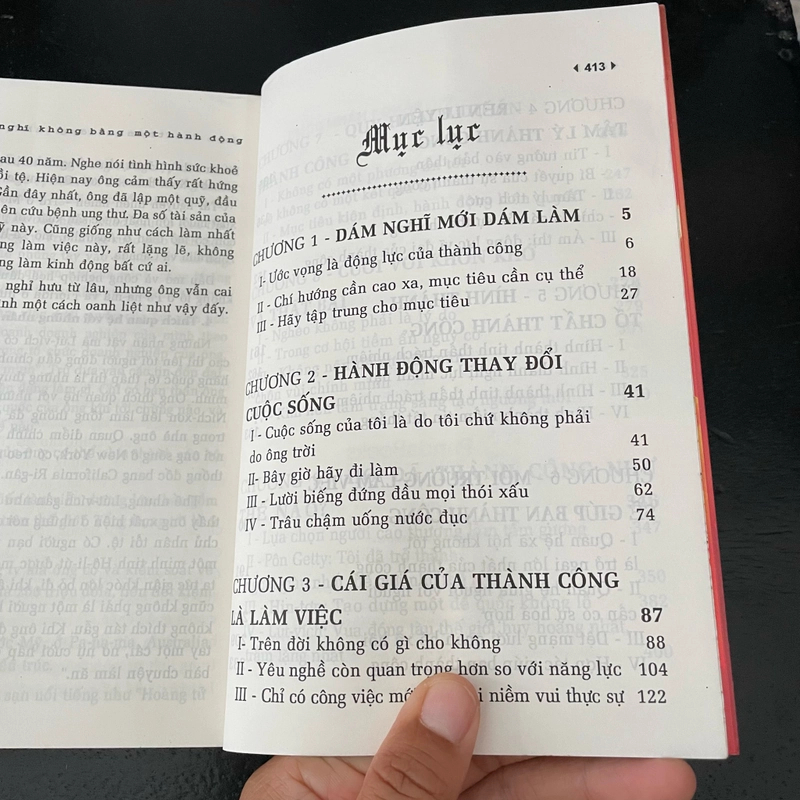 nghĩ không bằng một hành động
au 40 năm. Nghe nói tình hình sức khoẻ
ồi tệ. Hiện nay ông cảm thấy rất hứng
Gần đây nhất, ông đã lập một quỹ, đầu
ên cứu bệnh ung thư. Đa số tài sản của
ỹ này. Cũng giống như cách làm nhất
ng làm việc này, rất lặng lẽ, không
ng làm kinh động bất cứ ai.
nghỉ hưu từ lâu, nhưng ông vẫn cai
ình một cách oanh liệt như vậy đấy.
413
Mục lục
CHƯƠNG 1 - DÁM NGHĨ MỚI DÁM LÀM 5
I- Ước vọng là động lực của thành công 6
II - Chí hướng cần cao xa, mục tiêu cần cụ thể 18
III - Hãy tập trung cho mục tiêu 27
CHƯƠNG 2 - HÀNH ĐỘNG THAY ĐỔI
CUỘC SỐNG 41
I - Cuộc sống của tôi là do tôi chứ không phải
do ông trời 41
II- Bây giờ hãy đi làm 50
III - Lười biếng đứng đầu mọi thói xấu 62
IV - Trâu chậm uống nước đục 74
CHƯƠNG 3 - CÁI GIÁ CỦA THÀNH CÔNG
LÀ LÀM VIỆC 87
I- Trên đời không có gì cho không 88
II - Yêu nghề còn quan trọng hơn so với năng lực 104
III - Chỉ có công việc niềm vui thực sự 122